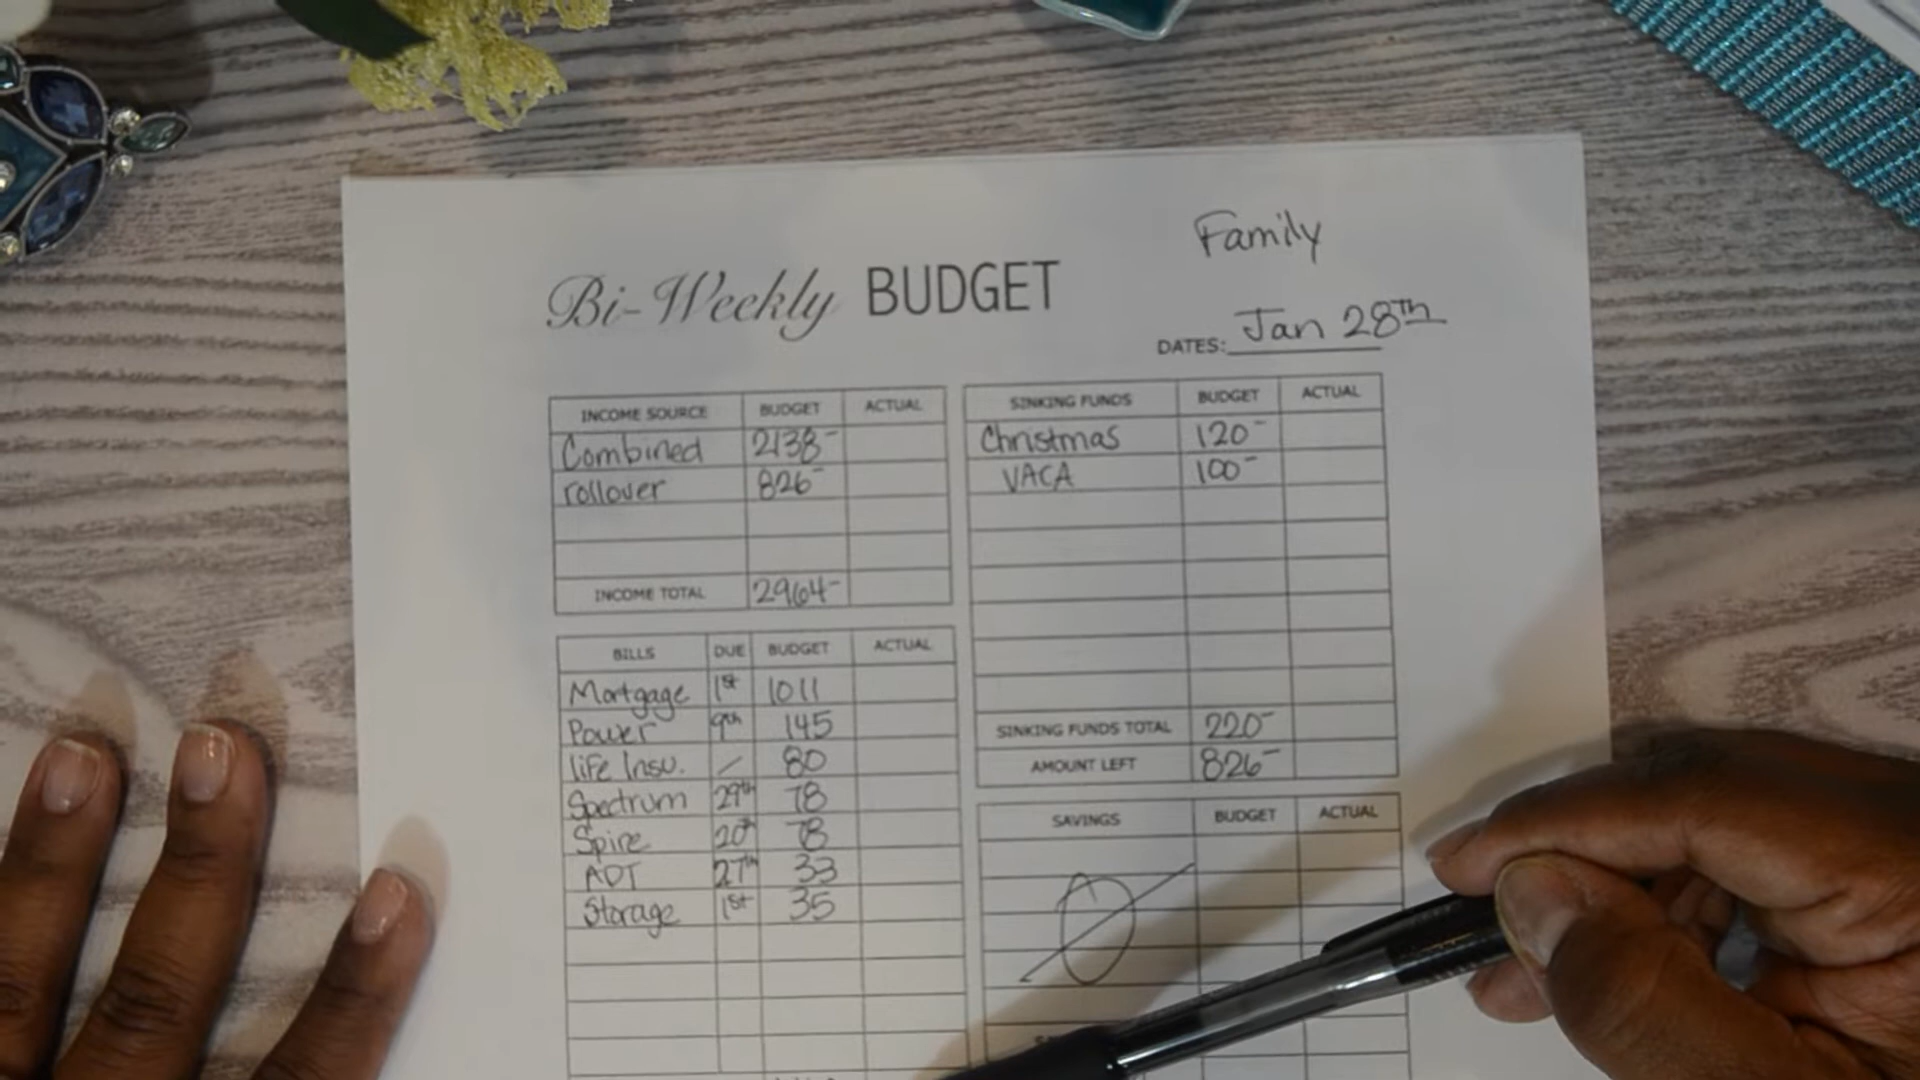 Family
Bi-Weekly BUDGET
DATES: Jan 28th
INCOME SOURCE BUDGET ACTUAL
Combined 2138-
rollover 826-
INCOME TOTAL 2964-
BILLS DUE BUDGET ACTUAL
Mortgage 1st 1011
Power 9th 145
life Insu. / 80
Spectrum 29th 78
Spire 20th 78
ADT 27th 33
Storage 1st 35
SINKING FUNDS BUDGET ACTUAL
Christmas 120-
VACA 100-
SINKING FUNDS TOTAL 220-
AMOUNT LEFT 826-
SAVINGS BUDGET ACTUAL